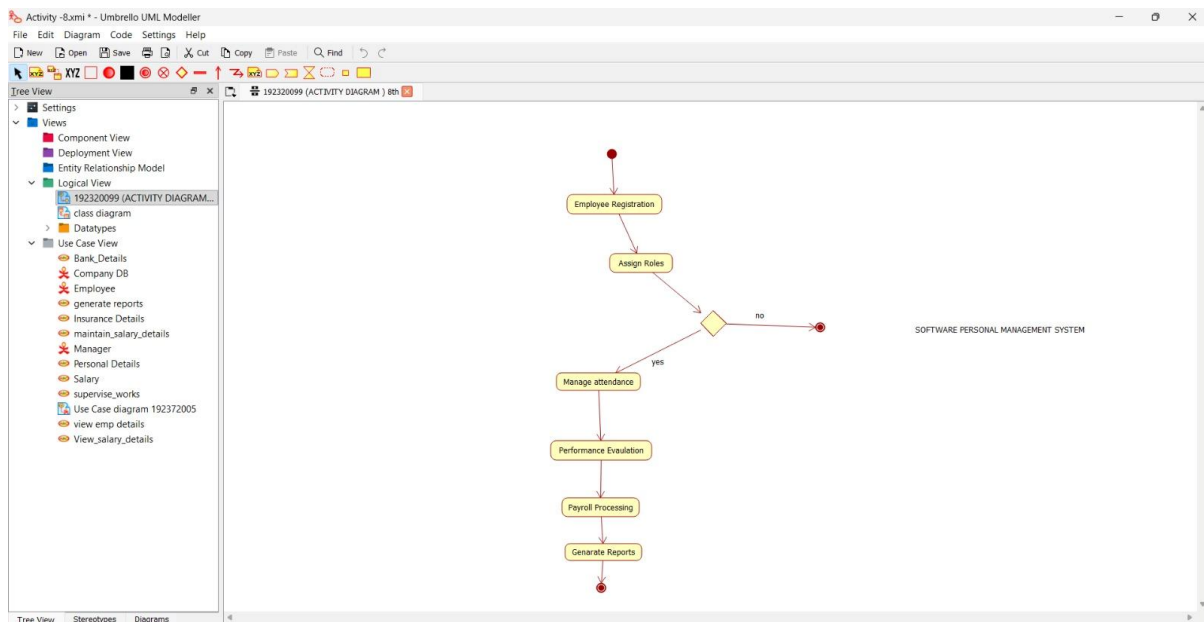 Activity -8.xmi * - Umbrello UML Modeller
File Edit Diagram Code Settings Help
New Open Save Cut Copy Paste Find
XYZ XYZ XYZ
Tree View
192320099 (ACTIVITY DIAGRAM ) 8th
Settings
Views
Component View
Deployment View
Entity Relationship Model
Logical View
192320099 (ACTIVITY DIAGRAM...
class diagram
Datatypes
Use Case View
Bank_Details
Company DB
Employee
generate reports
Insurance Details
maintain_salary_details
Manager
Personal Details
Salary
supervise_works
Use Case diagram 192372005
view emp details
View_salary_details
Tree View Stereotypes Diagrams
Employee Registration
Assign Roles
no
SOFTWARE PERSONAL MANAGEMENT SYSTEM
yes
Manage attendance
Performance Evaulation
Payroll Processing
Genarate Reports